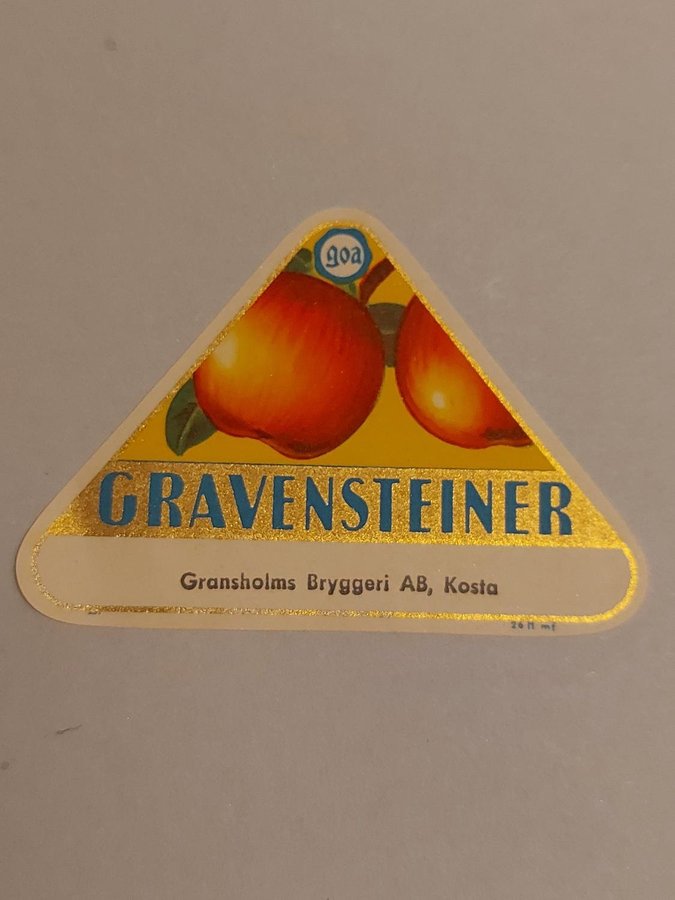 goa
GRAVENSTEINER
Gransholms Bryggeri AB, Kosta